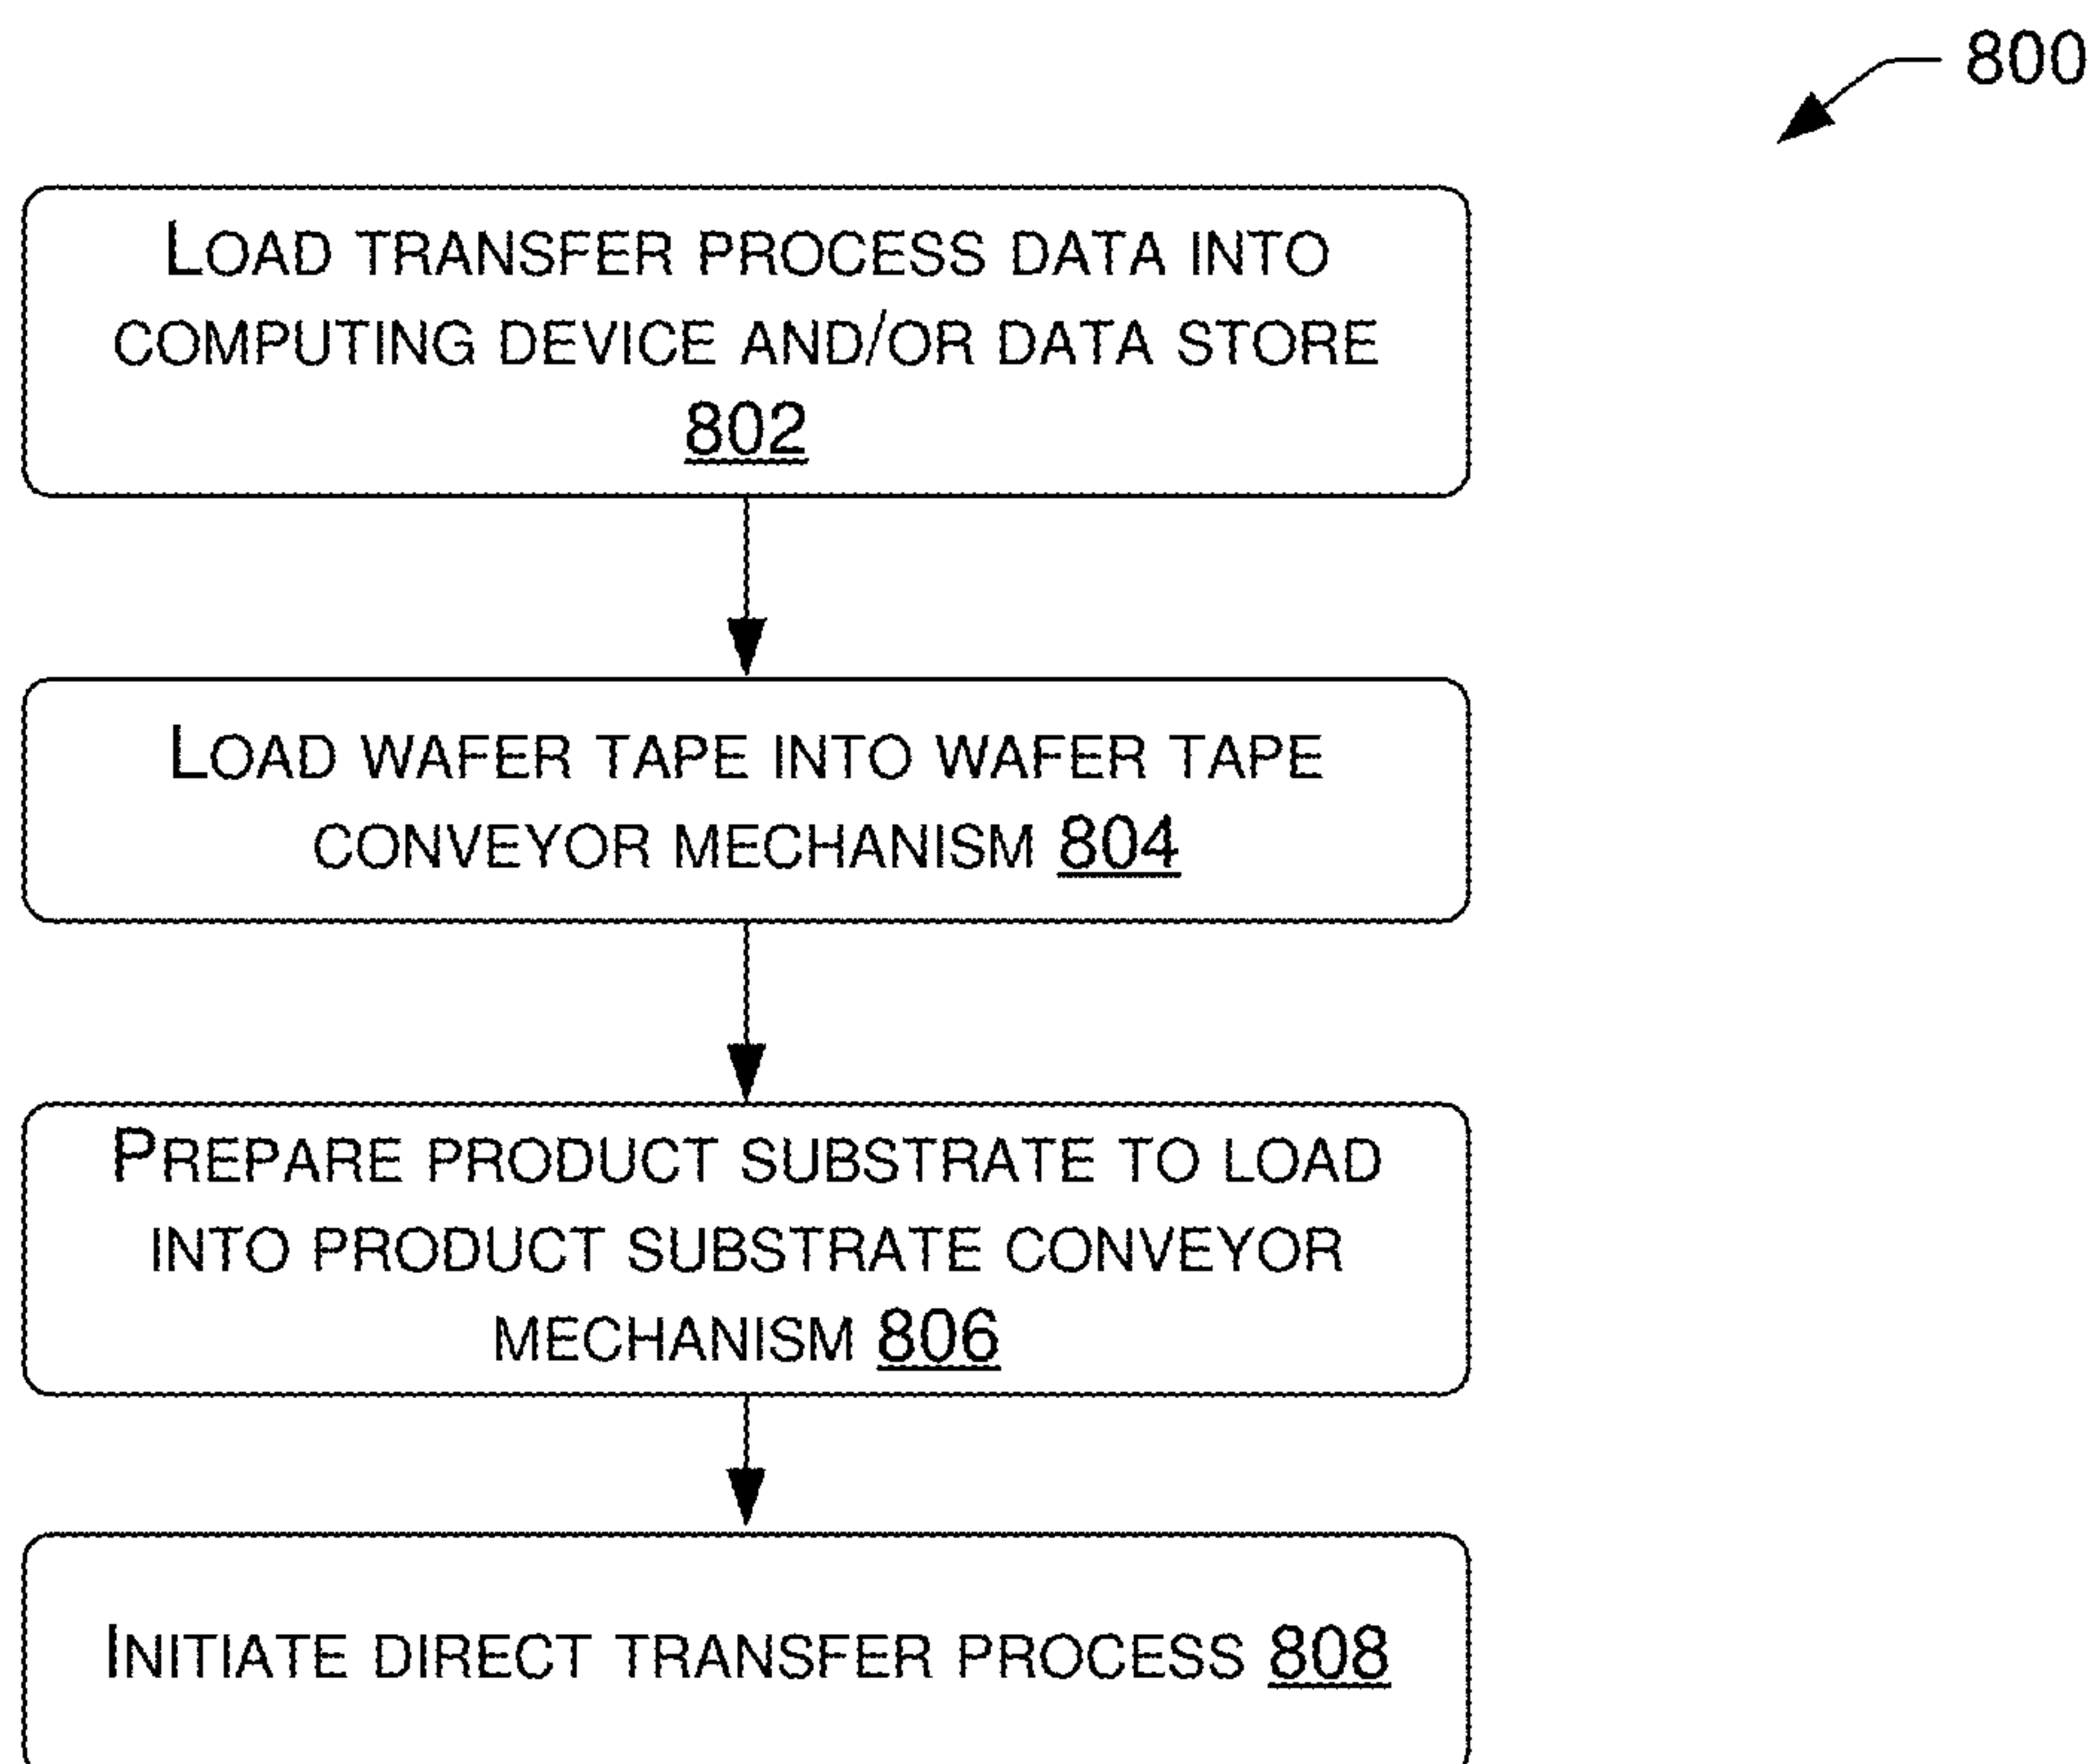 800
LOAD TRANSFER PROCESS DATA INTO
COMPUTING DEVICE AND/OR DATA STORE
802
LOAD WAFER TAPE INTO WAFER TAPE
CONVEYOR MECHANISM 804
PREPARE PRODUCT SUBSTRATE TO LOAD
INTO PRODUCT SUBSTRATE CONVEYOR
MECHANISM 806
INITIATE DIRECT TRANSFER PROCESS 808